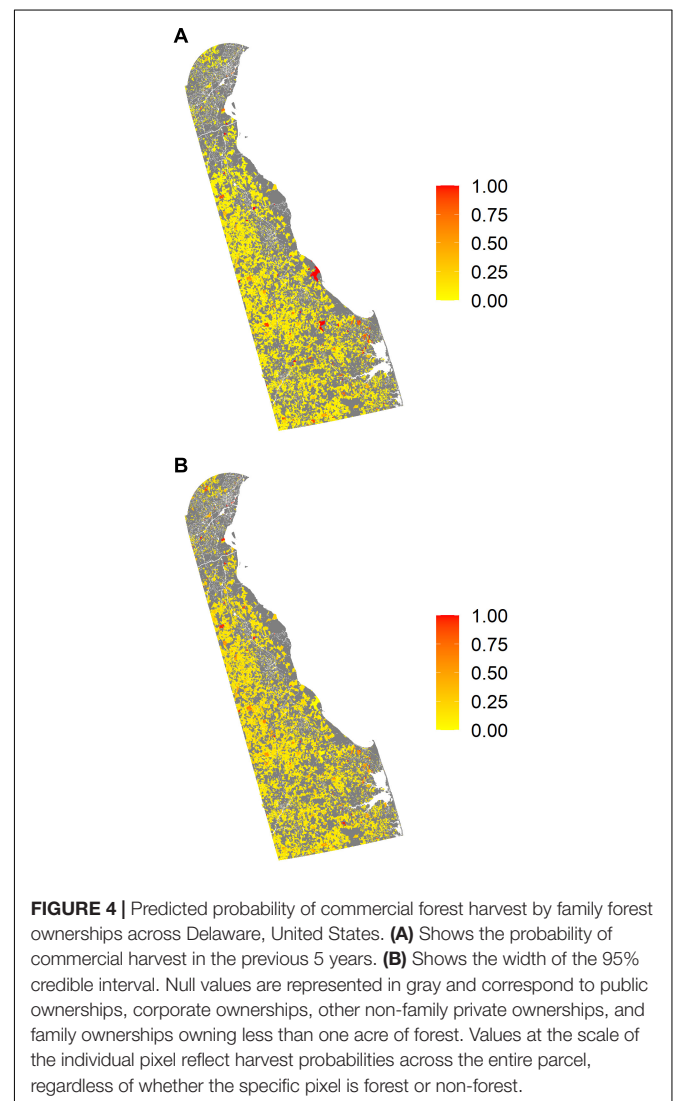 A
1.00
0.75
0.50
0.25
0.00
B
1.00
0.75
0.50
0.25
0.00
FIGURE 4 | Predicted probability of commercial forest harvest by family forest
ownerships across Delaware, United States. (A) Shows the probability of
commercial harvest in the previous 5 years. (B) Shows the width of the 95%
credible interval. Null values are represented in gray and correspond to public
ownerships, corporate ownerships, other non-family private ownerships, and
family ownerships owning less than one acre of forest. Values at the scale of
the individual pixel reflect harvest probabilities across the entire parcel,
regardless of whether the specific pixel is forest or non-forest.